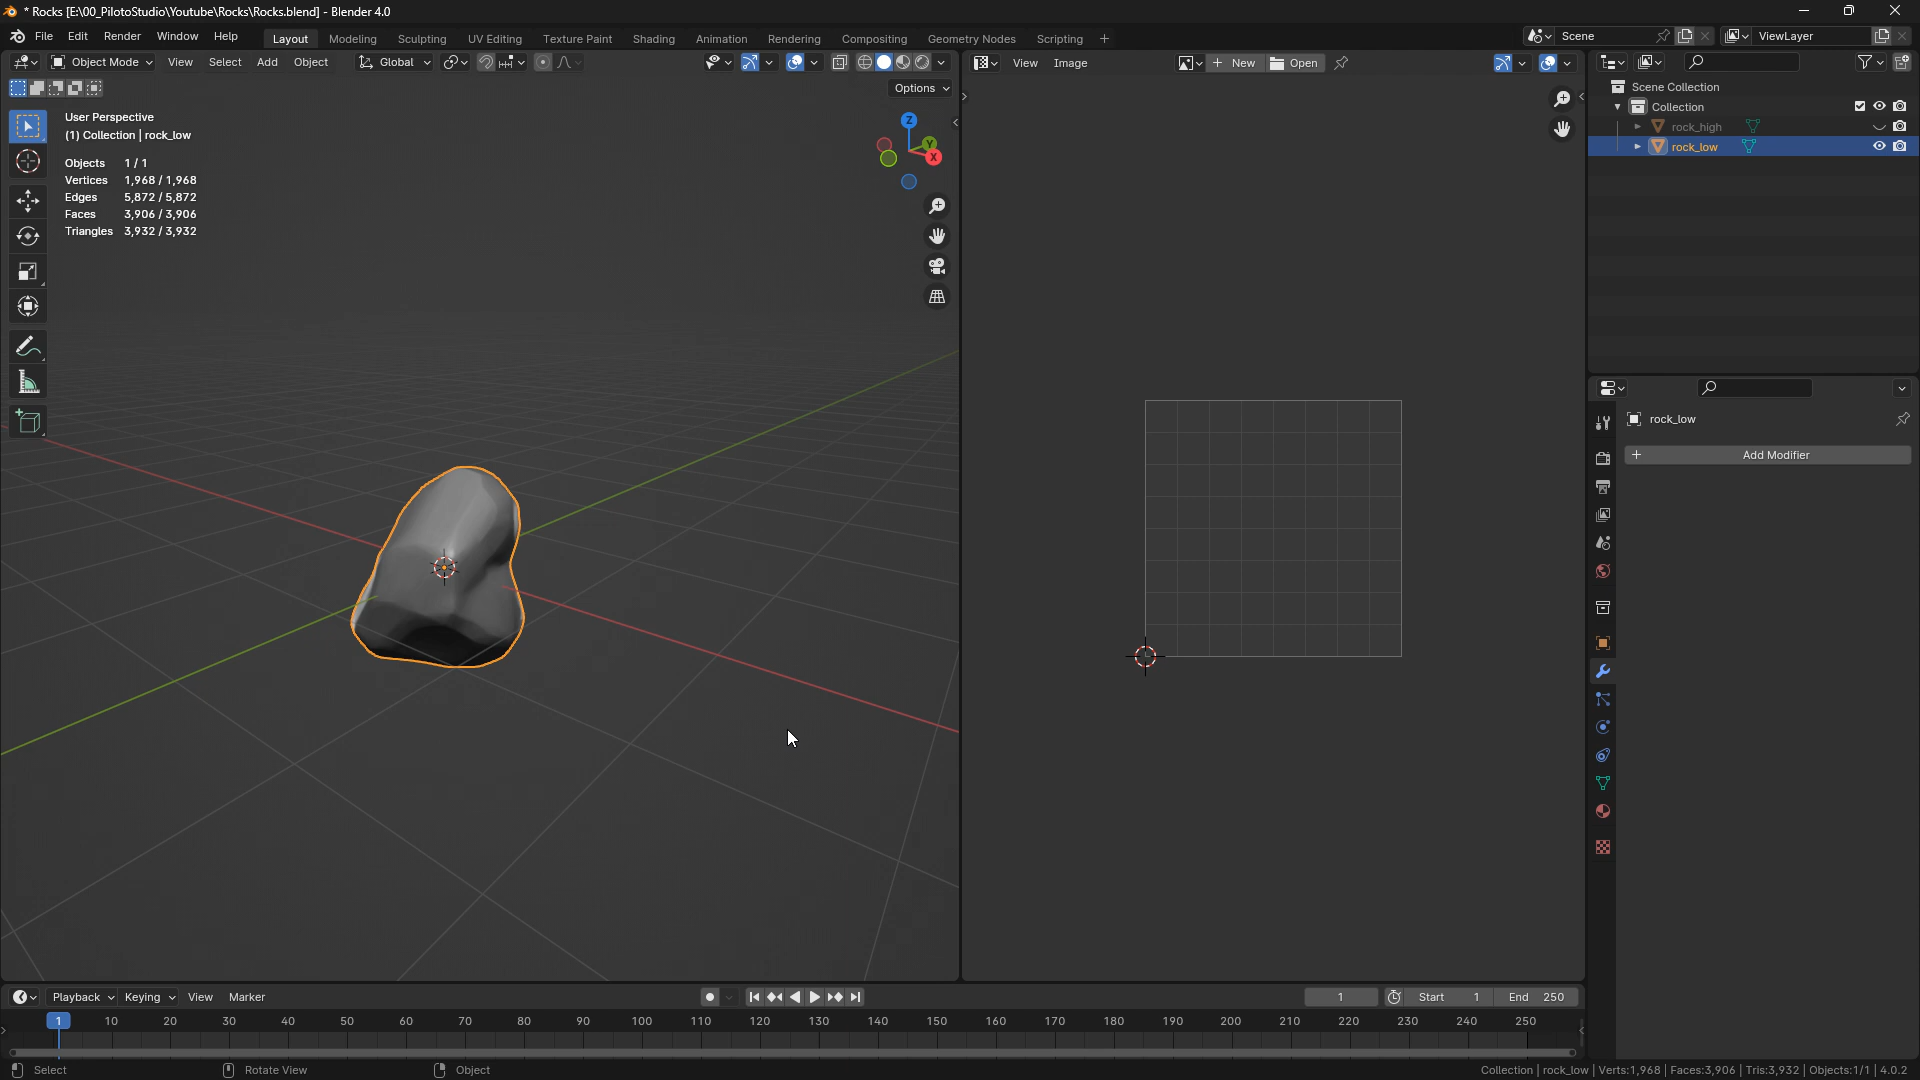 * Rocks [E:\00_PilotoStudio\Youtube\Rocks\Rocks.blend] - Blender 4.0
File Edit Render Window Help Layout Modeling Sculpting UV Editing Texture Paint Shading Animation Rendering Compositing Geometry Nodes Scripting + Scene ViewLayer
Object Mode View Select Add Object Global View Image New Open
Options
User Perspective
(1) Collection | rock_low
Objects 1 / 1
Vertices 1,968 / 1,968
Edges 5,872 / 5,872
Faces 3,906 / 3,906
Triangles 3,932 / 3,932
Z
Y
X
Scene Collection
Collection
rock_high
rock_low
rock_low
+ Add Modifier
Playback Keying View Marker 1 Start 1 End 250
1 10 20 30 40 50 60 70 80 90 100 110 120 130 140 150 160 170 180 190 200 210 220 230 240 250
Select Rotate View Object Collection | rock_low | Verts:1,968 | Faces:3,906 | Tris:3,932 | Objects:1/1 | 4.0.2